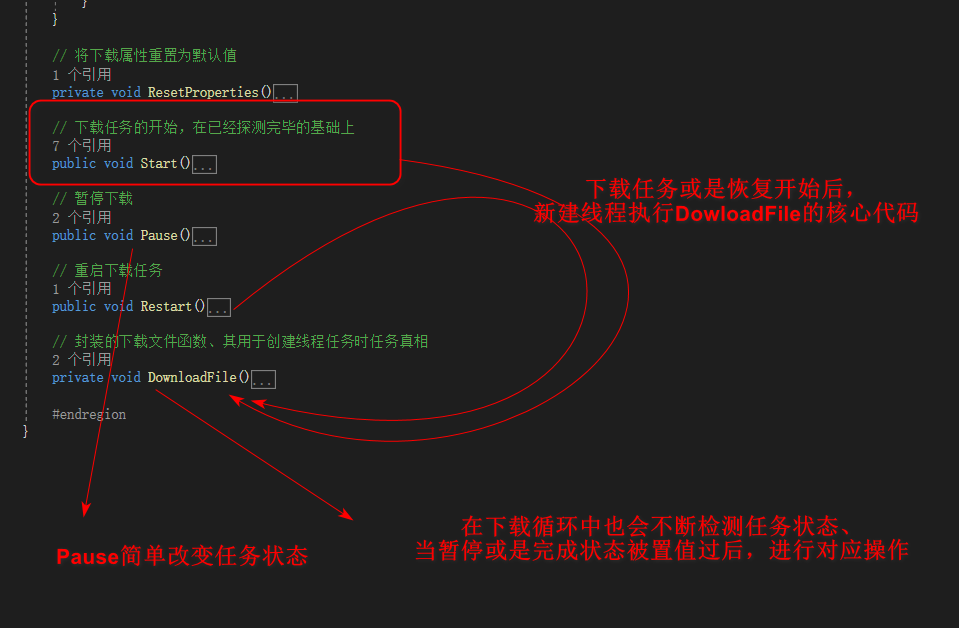 }
}
// 将下载属性重置为默认值
1 个引用
private void ResetProperties()...
// 下载任务的开始，在已经探测完毕的基础上
7 个引用
public void Start()...
// 暂停下载
2 个引用
public void Pause()...
// 重启下载任务
1 个引用
public void Restart()...
// 封装的下载文件函数、其用于创建线程任务时任务真相
2 个引用
private void DownloadFile()...
#endregion
}
下载任务或是恢复开始后，
新建线程执行DowloadFile的核心代码
Pause简单改变任务状态
在下载循环中也会不断检测任务状态、
当暂停或是完成状态被置值过后，进行对应操作